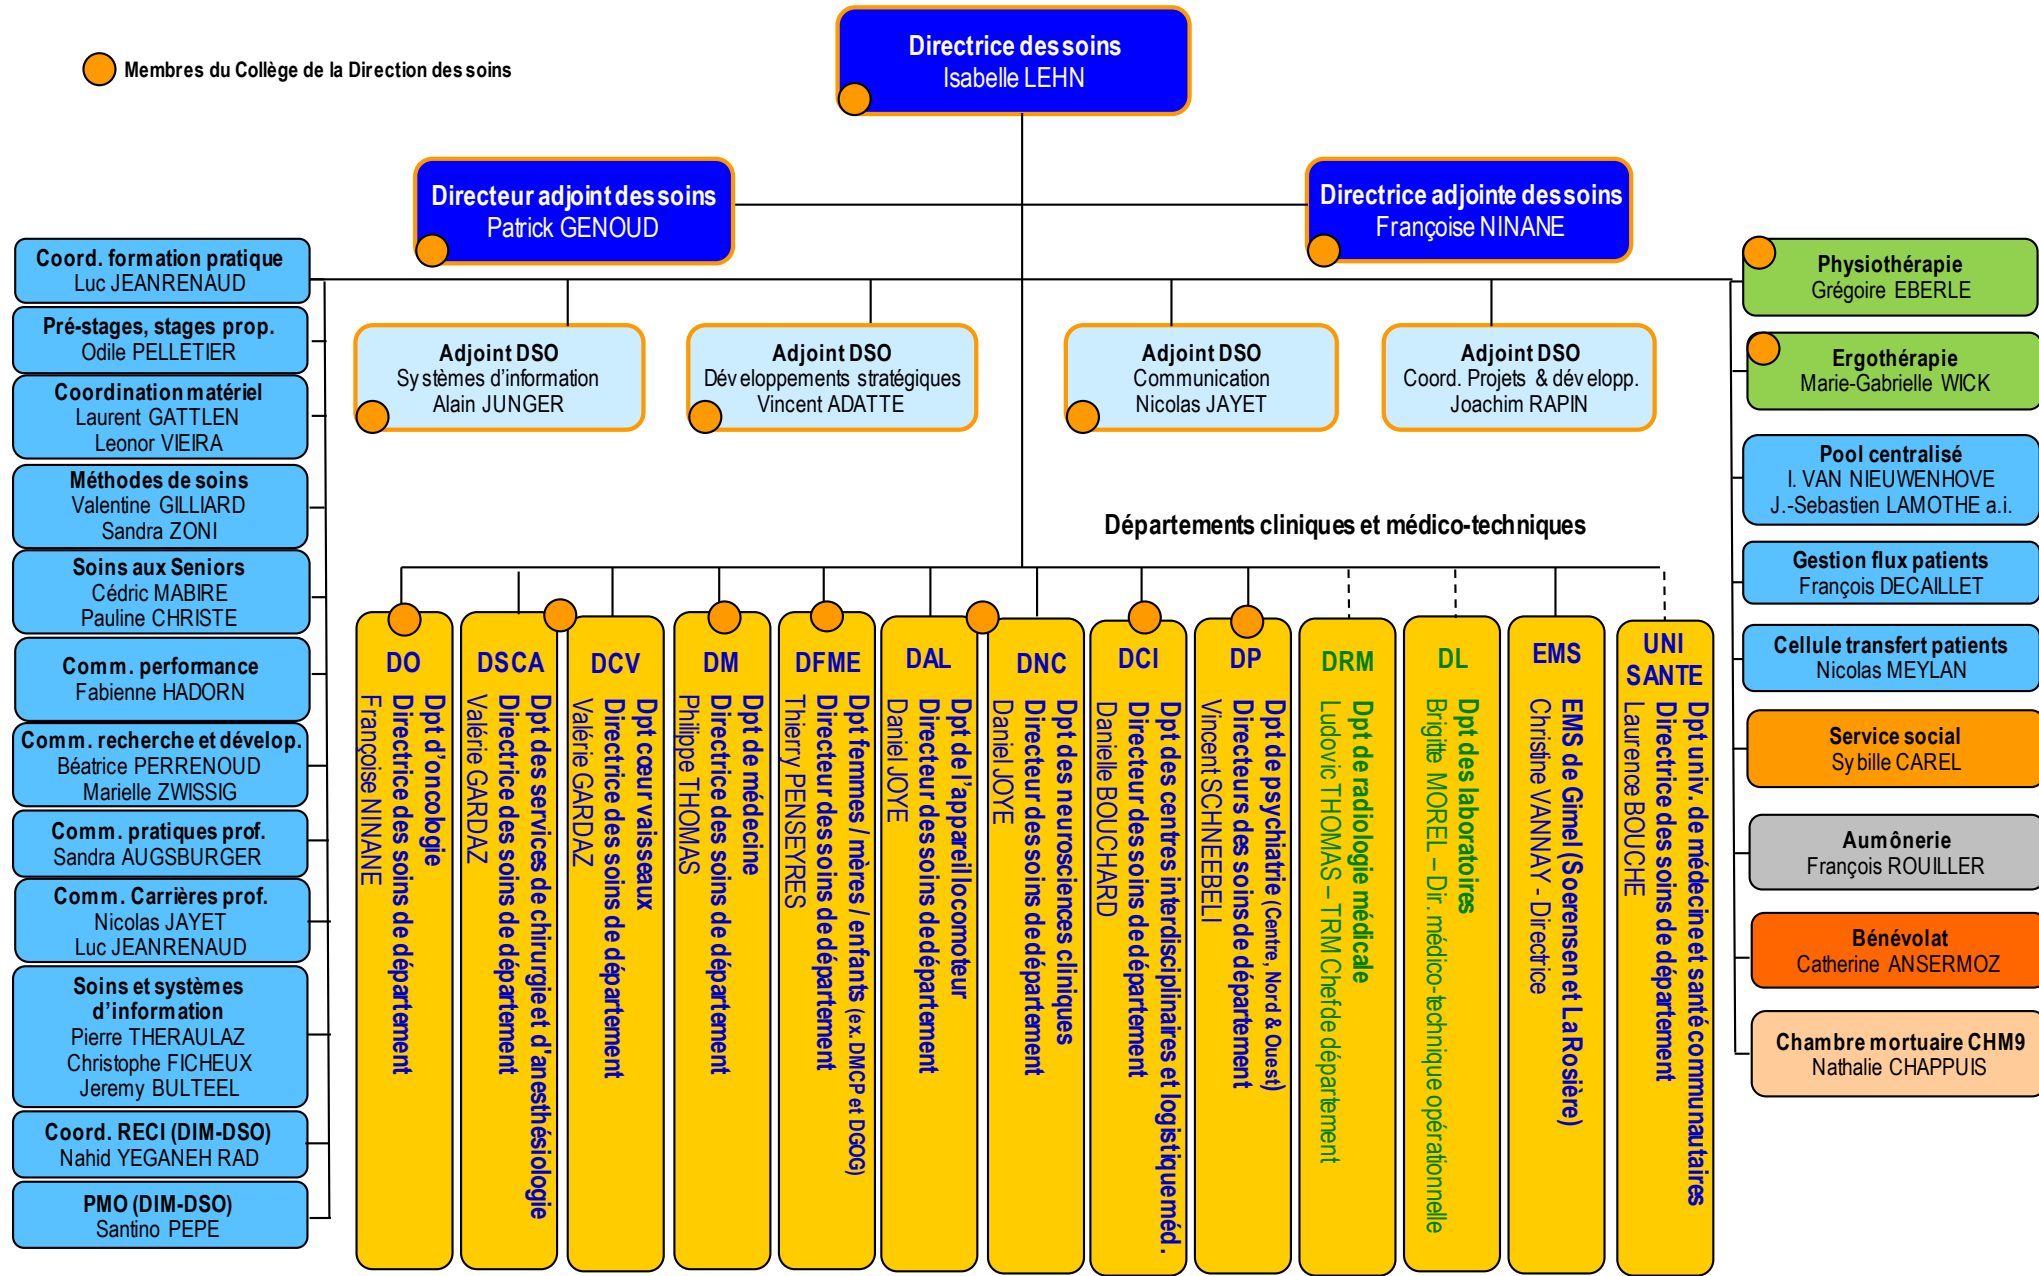 Directrice des soins
Isabelle LEHN
Membres du Collège de la Direction des soins
Directeur adjoint des soins
Patrick GENOUD
Directrice adjointe des soins
Françoise NINANE
Coord. formation pratique
Luc JEANRENAUD
Pré-stages, stages prop.
Odile PELLETIER
Coordination matériel
Laurent GATTLEN
Leonor VIEIRA
Méthodes de soins
Valentine GILLIARD
Sandra ZONI
Soins aux Seniors
Cédric MABIRE
Pauline CHRISTE
Comm. performance
Fabienne HADORN
Comm. recherche et dévelop.
Béatrice PERRENOUD
Marielle ZWISSIG
Comm. pratiques prof.
Sandra AUGSBURGER
Comm. Carrières prof.
Nicolas JAYET
Luc JEANRENAUD
Soins et systèmes
d'information
Pierre THERAULAZ
Christophe FICHEUX
Jeremy BULTEEL
Coord. RECI (DIM-DSO)
Nahid YEGANEH RAD
PMO (DIM-DSO)
Santino PEPE
Adjoint DSO
Systèmes d'information
Alain JUNGER
Adjoint DSO
Développements stratégiques
Vincent ADATTE
Adjoint DSO
Communication
Nicolas JAYET
Adjoint DSO
Coord. Projets & développ.
Joachim RAPIN
Départements cliniques et médico-techniques
DO
Dpt d'oncologie
Directrice des soins de département
Françoise NINANE
DSCA
Dpt des services de chirurgie et d'anesthésiologie
Directrice des soins de département
Valérie GARDAZ
DCV
Dpt cœur vaisseaux
Directrice des soins de département
Valérie GARDAZ
DM
Dpt de médecine
Directrice des soins de département
Philippe THOMAS
DFME
Dpt femmes / mères / enfants (ex. DMCP et DGOG)
Directeur des soins de département
Thierry PENSEYRES
DAL
Dpt de l'appareil locomoteur
Directeur des soins de département
Daniel JOYE
DNC
Dpt des neurosciences cliniques
Directeur des soins de département
Daniel JOYE
DCI
Dpt des centres interdisciplinaires et logistique méd.
Directeur des soins de département
Danielle BOUCHARD
DP
Dpt de psychiatrie (Centre, Nord & Ouest)
Directeurs des soins de département
Vincent SCHNEEBELI
DRM
Dpt de radiologie médicale
Ludovic THOMAS – TRM Chef de département
DL
Dpt des laboratoires
Brigitte MOREL – Dir. médico-technique opérationnelle
EMS
EMS de Gimel (Soerensen et La Rosière)
Christine VANNAY - Directrice
UNI
SANTE
Dpt univ. de médecine et santé communautaires
Directrice des soins de département
Laurence BOUCHE
Physiothérapie
Grégoire EBERLE
Ergothérapie
Marie-Gabrielle WICK
Pool centralisé
I. VAN NIEUWENHOVE
J.-Sebastien LAMOTHE a.i.
Gestion flux patients
François DECAILLET
Cellule transfert patients
Nicolas MEYLAN
Service social
Sybille CAREL
Aumônerie
François ROUILLER
Bénévolat
Catherine ANSERMOZ
Chambre mortuaire CHM9
Nathalie CHAPPUIS